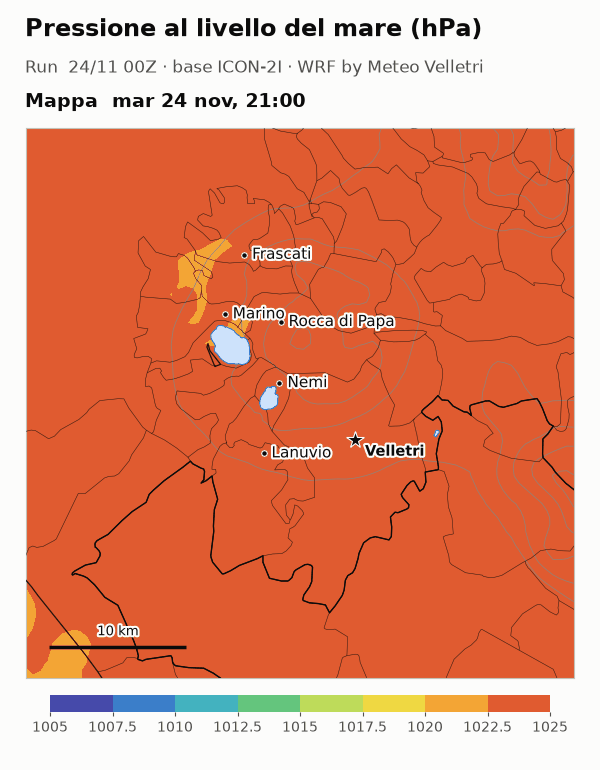 Pressione al livello del mare (hPa)
Run  24/11 00Z · base ICON-2I · WRF by Meteo Velletri
Mappa  mar 24 nov, 21:00
Frascati
Marino
Rocca di Papa
Nemi
Velletri
Lanuvio
10 km
1005 1007.5 1010 1012.5 1015 1017.5 1020 1022.5 1025